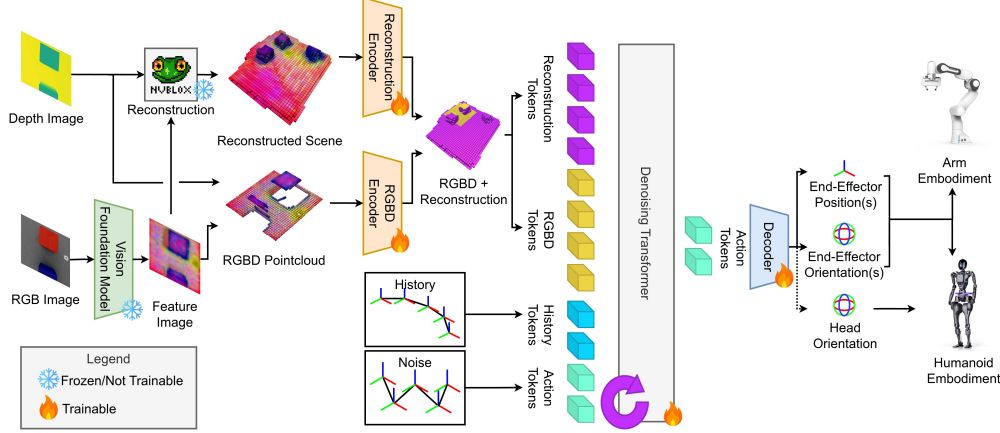 Depth Image
NVBLOX
Reconstruction
Reconstructed Scene
Reconstruction
Encoder
RGB Image
Vision
Foundation Model
Feature
Image
RGBD Pointcloud
RGBD
Encoder
RGBD +
Reconstruction
Reconstruction
Tokens
RGBD
Tokens
History
History
Tokens
Noise
Action
Tokens
Denoising Transformer
Action
Tokens
Decoder
End-Effector
Position(s)
End-Effector
Orientation(s)
Head
Orientation
Arm
Embodiment
Humanoid
Embodiment
Legend
Frozen/Not Trainable
Trainable